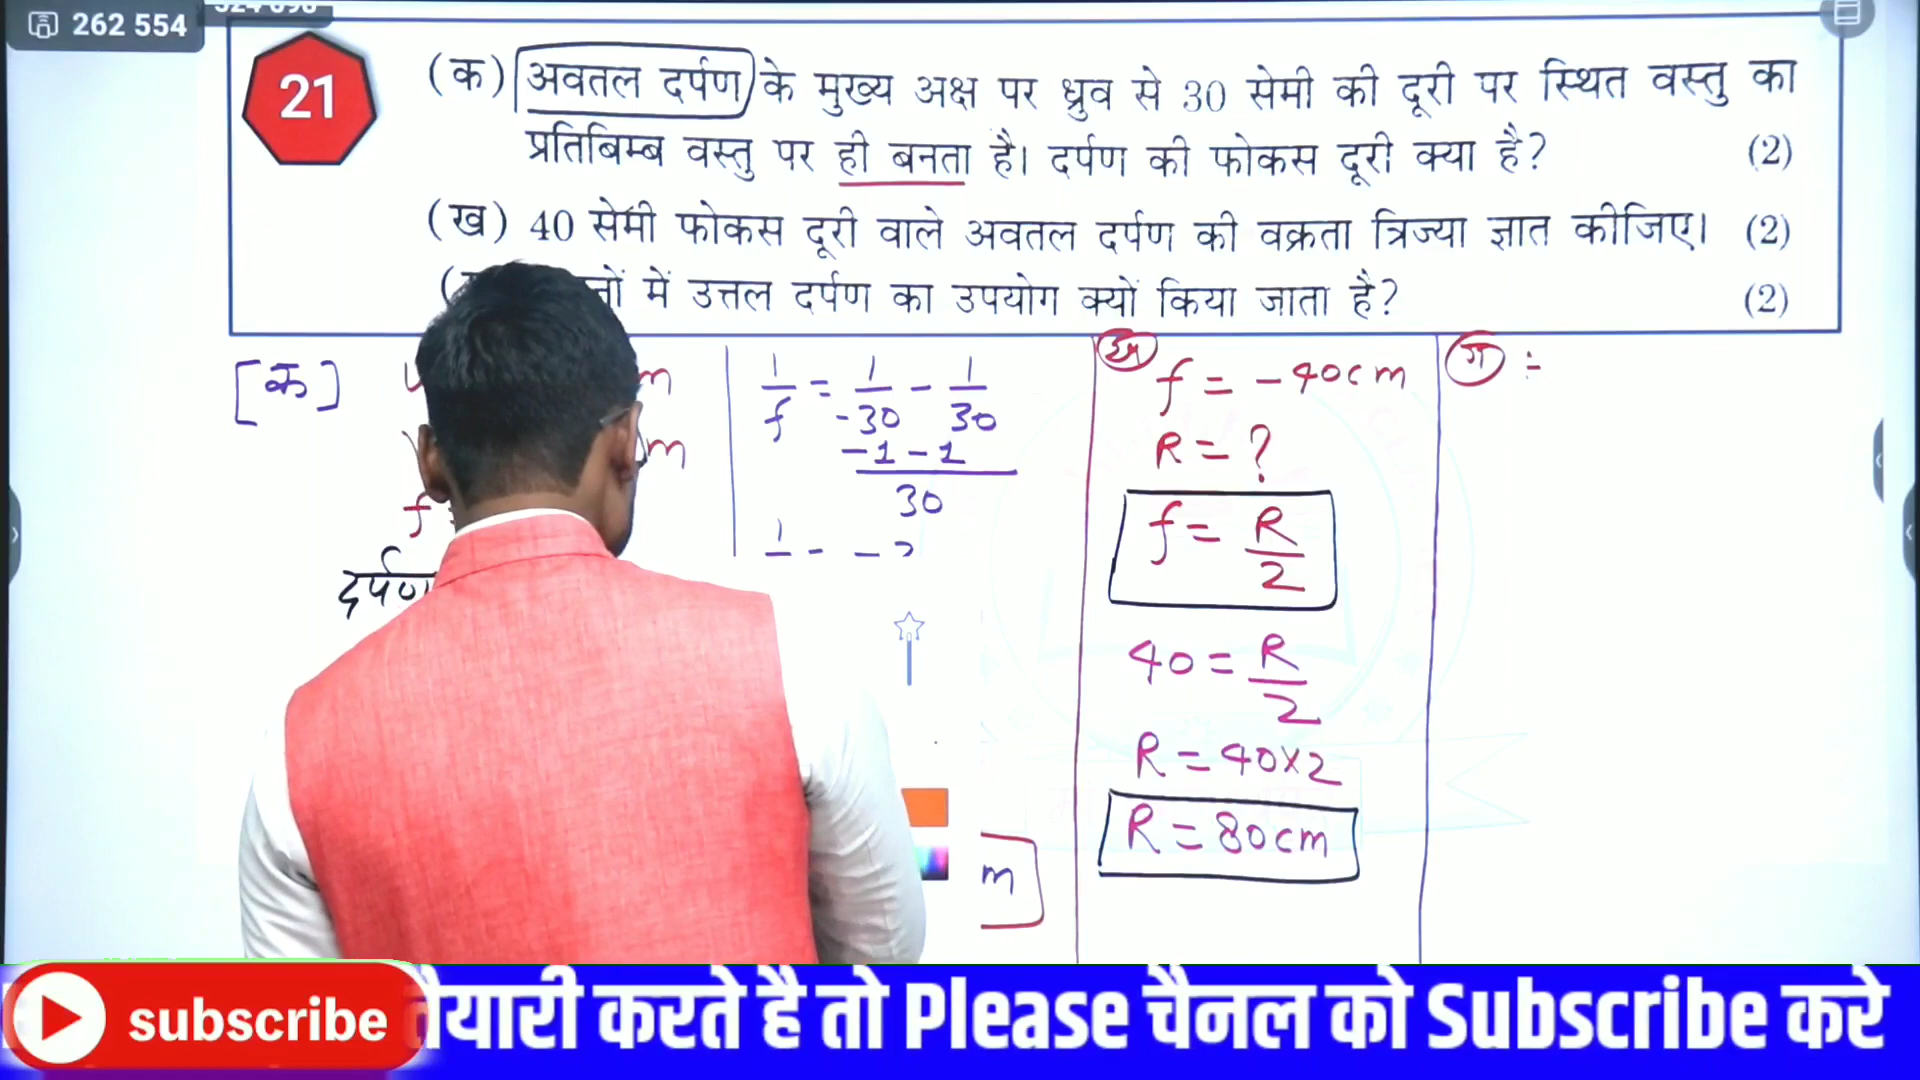 262 554
21
(क) अवतल दर्पण के मुख्य अक्ष पर ध्रुव से 30 सेमी की दूरी पर स्थित वस्तु का
प्रतिबिम्ब वस्तु पर ही बनता है। दर्पण की फोकस दूरी क्या है? (2)
(ख) 40 सेमी फोकस दूरी वाले अवतल दर्पण की वक्रता त्रिज्या ज्ञात कीजिए। (2)
में उत्तल दर्पण का उपयोग क्यों किया जाता है? (2)
[क]
m
m
f
दर्पण
1/f = 1/-30 - 1/30
-1-1
30
m
ख
f = -40cm
R = ?
f = R/2
40 = R/2
R = 40×2
R = 80cm
ग :-
subscribe
तैयारी करते है तो Please चैनल को Subscribe करे